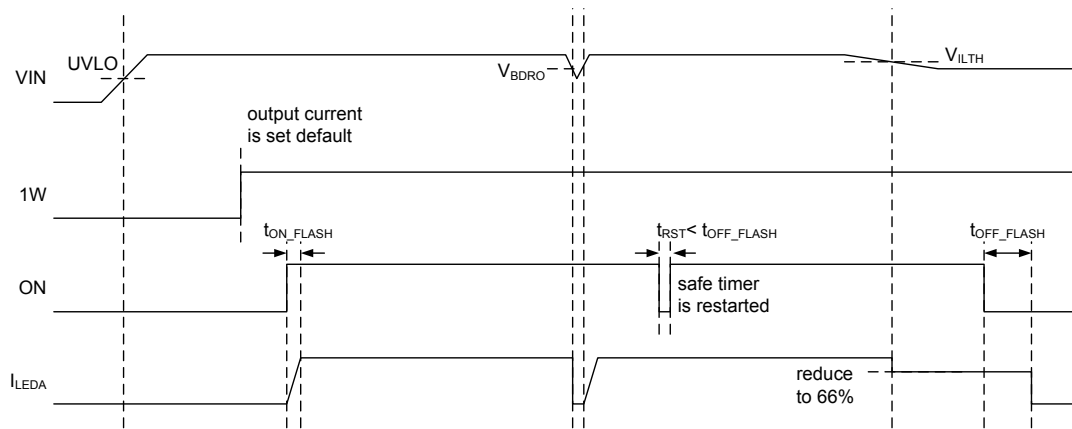 UVLO
VIN
V_BDRO
V_ILTH
output current
is set default
1W
t_ON_FLASH
t_RST< t_OFF_FLASH
t_OFF_FLASH
ON
safe timer
is restarted
I_LEDA
reduce
to 66%